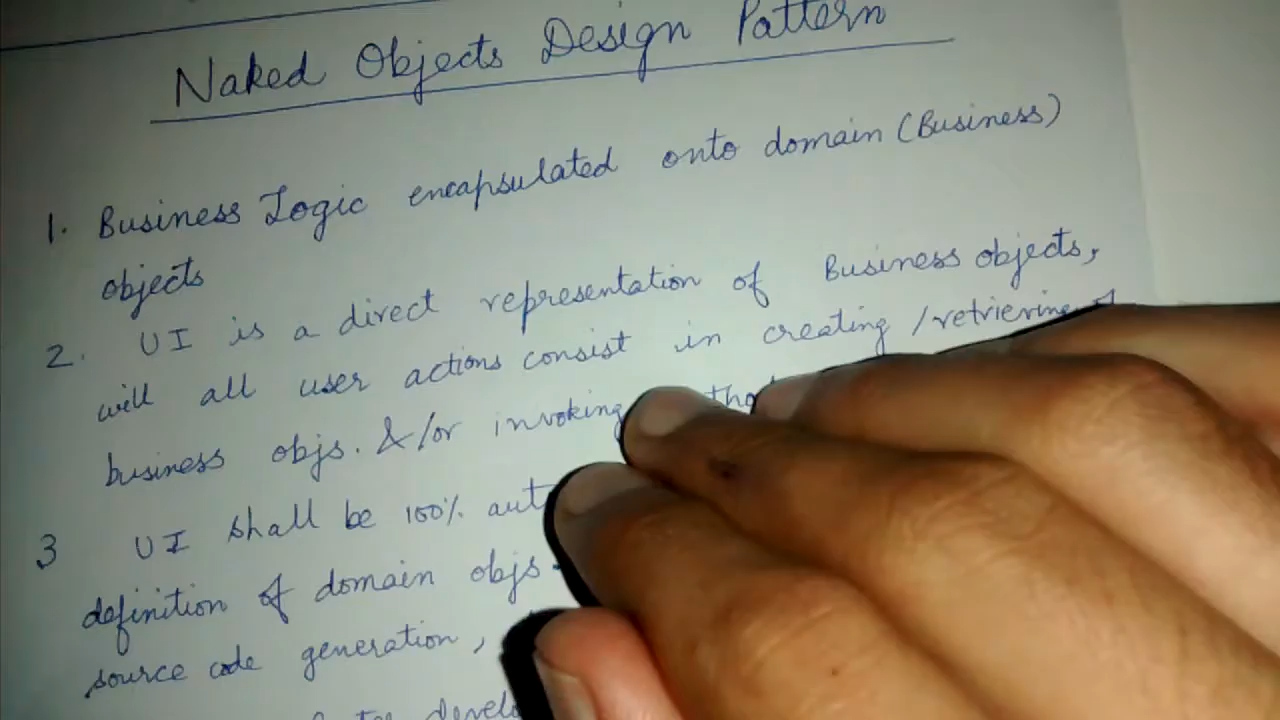 Naked Objects Design Pattern
1. Business Logic encapsulated onto domain (Business)
objects
2. UI is a direct representation of Business objects,
will all user actions consist in creating /retrieving of
business objs. &/or invoking
3 UI shall be 100%
definition of domain objs
source code generation,